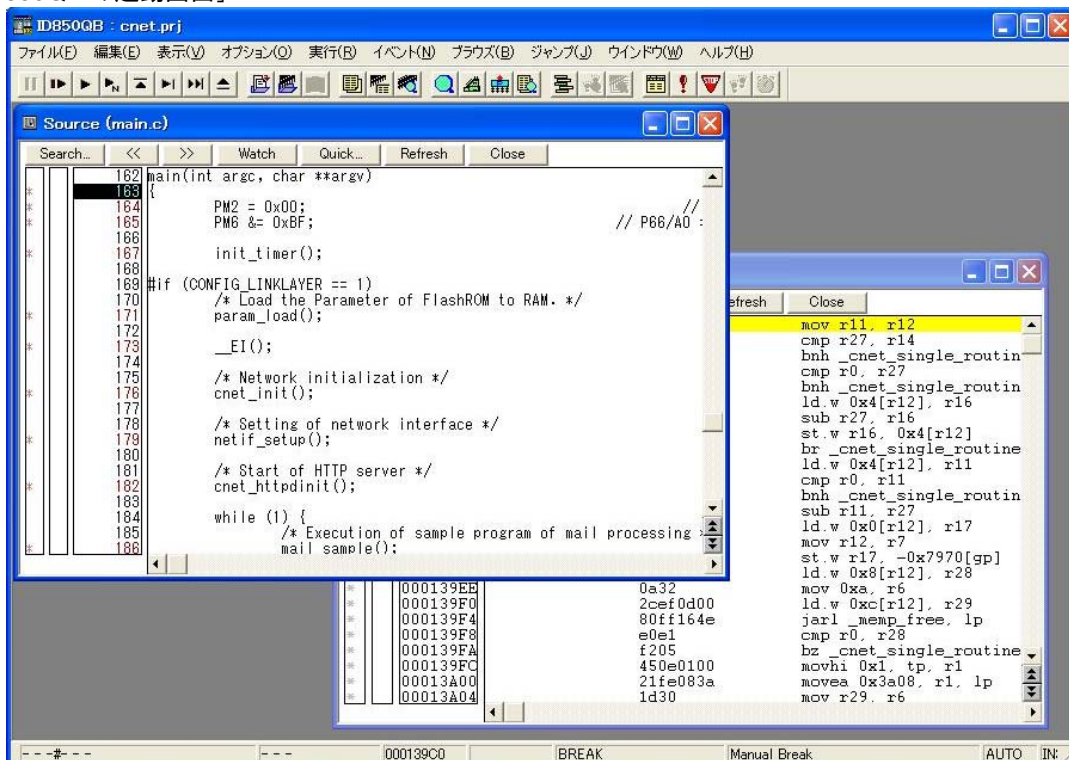 ID850QB : cnet.prj
ファイル(F) 編集(E) 表示(V) オプション(O) 実行(R) イベント(N) ブラウズ(B) ジャンプ(J) ウインドウ(W) ヘルプ(H)
Source (main.c)
Search... << >> Watch Quick... Refresh Close
162 main(int argc, char **argv)
163 {
164 PM2 = 0x00; //
165 PM6 &= 0xBF; // P66/A0 :
166
167 init_timer();
168
169 #if (CONFIG_LINKLAYER == 1)
170 /* Load the Parameter of FlashROM to RAM. */
171 param_load();
172
173 __EI();
174
175 /* Network initialization */
176 cnet_init();
177
178 /* Setting of network interface */
179 netif_setup();
180
181 /* Start of HTTP server */
182 cnet_httpdinit();
183
184 while (1) {
185 /* Execution of sample program of mail processing
186 mail_sample();
efresh Close
mov r11, r12
cmp r27, r14
bnh _cnet_single_routin
cmp r0, r27
bnh _cnet_single_routin
ld.w 0x4[r12], r16
sub r27, r16
st.w r16, 0x4[r12]
br _cnet_single_routine
ld.w 0x4[r12], r11
cmp r0, r11
bnh _cnet_single_routin
sub r11, r27
ld.w 0x0[r12], r17
mov r12, r7
st.w r17, -0x7970[gp]
ld.w 0x8[r12], r28
000139EE 0a32 mov 0xa, r6
000139F0 2cef0d00 ld.w 0xc[r12], r29
000139F4 80ff164e jarl _memp_free, lp
000139F8 e0e1 cmp r0, r28
000139FA f205 bz _cnet_single_routine
000139FC 450e0100 movhi 0x1, tp, r1
00013A00 21fe083a movea 0x3a08, r1, lp
00013A04 1d30 mov r29, r6
- - -#- - - - - - 000139C0 BREAK Manual Break AUTO IN: